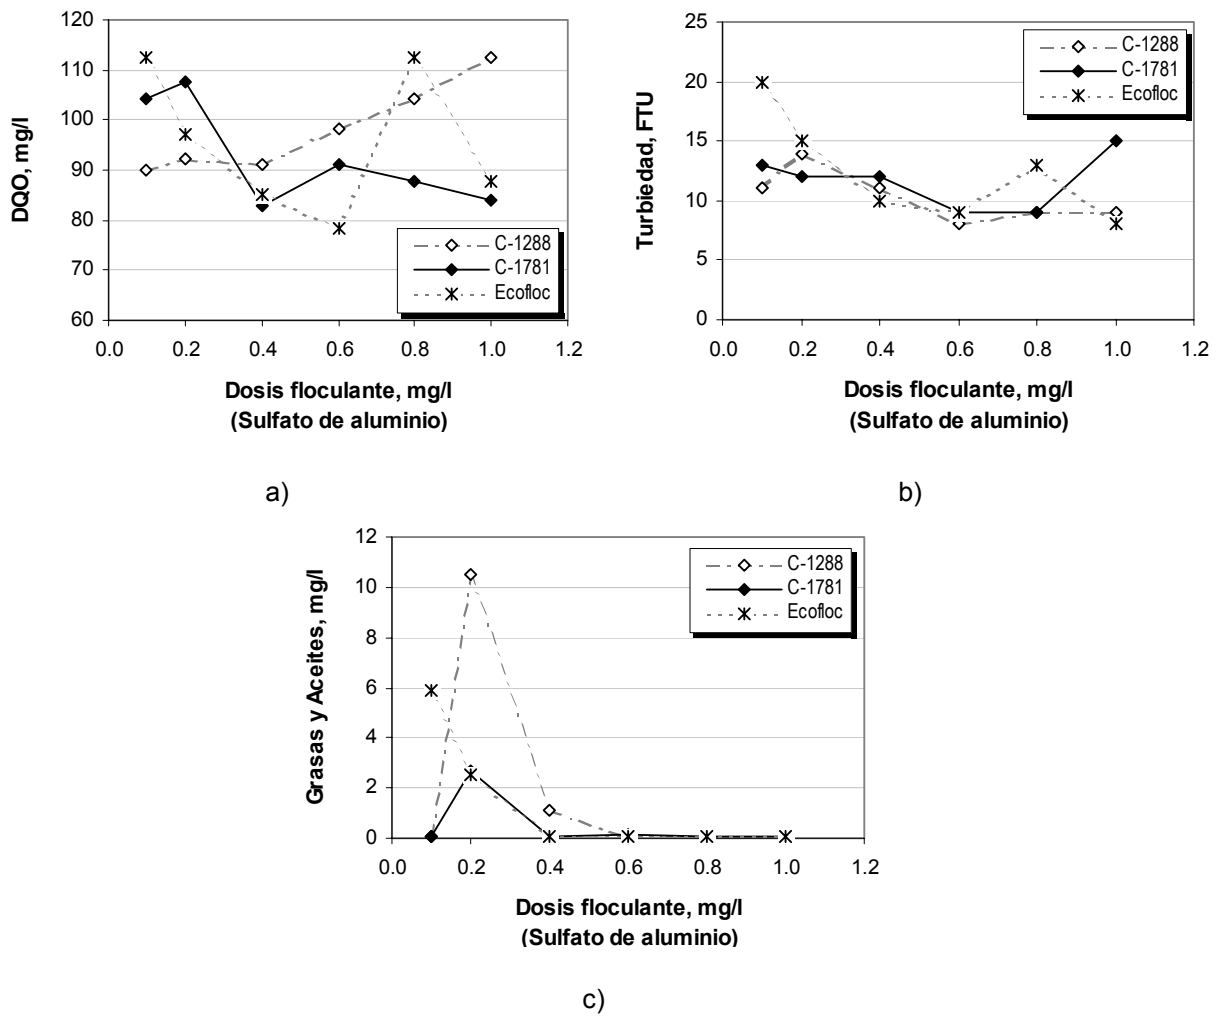 120
110
100
90
80
70
60
DQO, mg/l
0.0 0.2 0.4 0.6 0.8 1.0 1.2
C-1288
C-1781
Ecofloc
Dosis floculante, mg/l
(Sulfato de aluminio)
a)
25
20
15
10
5
0
Turbiedad, FTU
0.0 0.2 0.4 0.6 0.8 1.0 1.2
C-1288
C-1781
Ecofloc
Dosis floculante, mg/l
(Sulfato de aluminio)
b)
12
10
8
6
4
2
0
Grasas y Aceites, mg/l
0.0 0.2 0.4 0.6 0.8 1.0 1.2
C-1288
C-1781
Ecofloc
Dosis floculante, mg/l
(Sulfato de aluminio)
c)